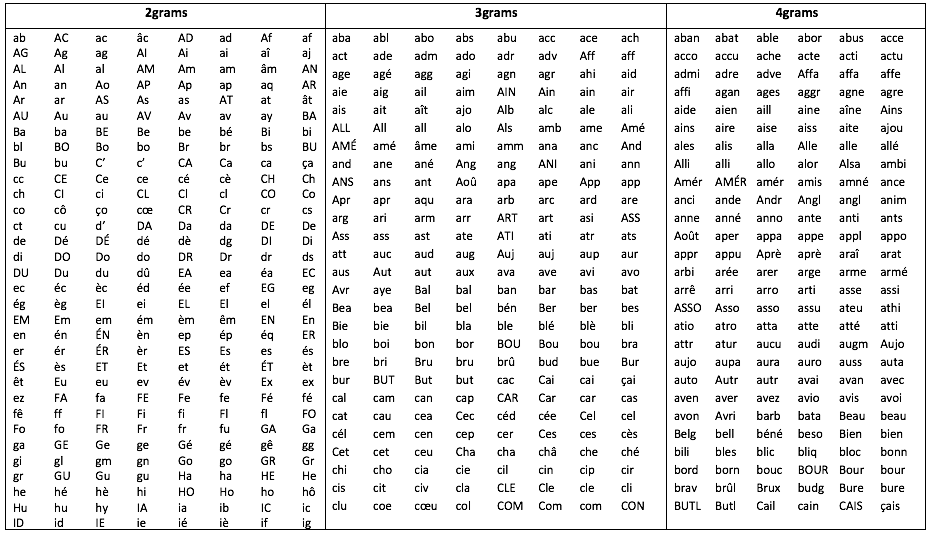 2grams
ab AC ac âc AD ad Af af
AG Ag ag AI Ai ai aî aj
AL Al al AM Am am âm AN
An an Ao AP Ap ap aq AR
Ar ar AS As as AT at ât
AU Au au AV Av av ay BA
Ba ba BE Be be bé Bi bi
bl BO Bo bo Br br bs BU
Bu bu C’ c’ CA Ca ca ça
cc CE Ce ce cé cè CH Ch
ch CI ci CL Cl cl CO Co
co cô ço cœ CR Cr cr cs
ct cu d’ DA Da da DE De
de Dé DÉ dé dè dg DI Di
di DO Do do DR Dr dr ds
DU Du du dû EA ea éa EC
ec éc èc éd ée ef EG eg
ég èg EI ei EL El el él
EM Em em ém èm êm EN En
en én ÉN èn ep ép éq ER
er ér ÉR èr ES Es es és
ÉS ès ET Et et ét ÉT èt
êt Eu eu ev év èv Ex ex
ez FA fa FE Fe fe Fé fé
fê ff FI Fi fi Fl fl FO
Fo fo FR Fr fr fu GA Ga
ga GE Ge ge Gé gé gê gg
gi gl gm gn Go go GR Gr
gr GU Gu gu Ha ha HE He
he hé hè hi HO Ho ho hô
Hu hu hy IA ia ib IC ic
ID id IE ie ié iè if ig
3grams
aba abl abo abs abu acc ace ach
act ade adm ado adr adv Aff aff
age agé agg agi agn agr ahi aid
aie aig ail aim AIN Ain ain air
ais ait aît ajo Alb alc ale ali
ALL All all alo Als amb ame Amé
AMÉ amé âme ami amm ana anc And
and ane ané Ang ang ANI ani ann
ANS ans ant Aoû apa ape App app
Apr apr aqu ara arb arc ard are
arg ari arm arr ART art asi ASS
Ass ass ast ate ATI ati atr ats
att auc aud aug Auj auj aup aur
aus Aut aut aux ava ave avi avo
Avr aye Bal bal ban bar bas bat
Bea bea Bel bel bén Ber ber bes
Bie bie bil bla ble blé blè bli
blo boi bon bor BOU Bou bou bra
bre bri Bru bru brû bud bue Bur
bur BUT But but cac Cai cai çai
cal cam can cap CAR Car car cas
cat cau cea Cec céd cée Cel cel
cél cem cen cep cer Ces ces cès
Cet cet ceu Cha cha châ che ché
chi cho cia cie cil cin cip cir
cis cit civ cla CLE Cle cle cli
clu coe cœu col COM Com com CON
4grams
aban abat able abor abus acce
acco accu ache acte acti actu
admi adre adve Affa affa affe
affi agan ages aggr agne agre
aide aien aill aine aîne Ains
ains aire aise aiss aite ajou
ales alis alla Alle alle allé
Alli alli allo alor Alsa ambi
Amér AMÉR amér amis amné ance
anci ande Andr Angl angl anim
anne anné anno ante anti ants
Août aper appa appe appl appo
appr appu Aprè aprè araî arat
arbi arée arer arge arme armé
arrê arri arro arti asse assi
ASSO Asso asso assu ateu athi
atio atro atta atte atté atti
attr atur aucu audi augm Aujo
aujo aupa aura auro auss auta
auto Autr autr avai avan avec
aven aver avez avio avis avoi
avon Avri barb bata Beau beau
Belg bell béné beso Bien bien
bili bles blic bliq bloc bonn
bord born bouc BOUR Bour bour
brav brûl Brux budg Bure bure
BUTL Butl Cail cain CAIS çais